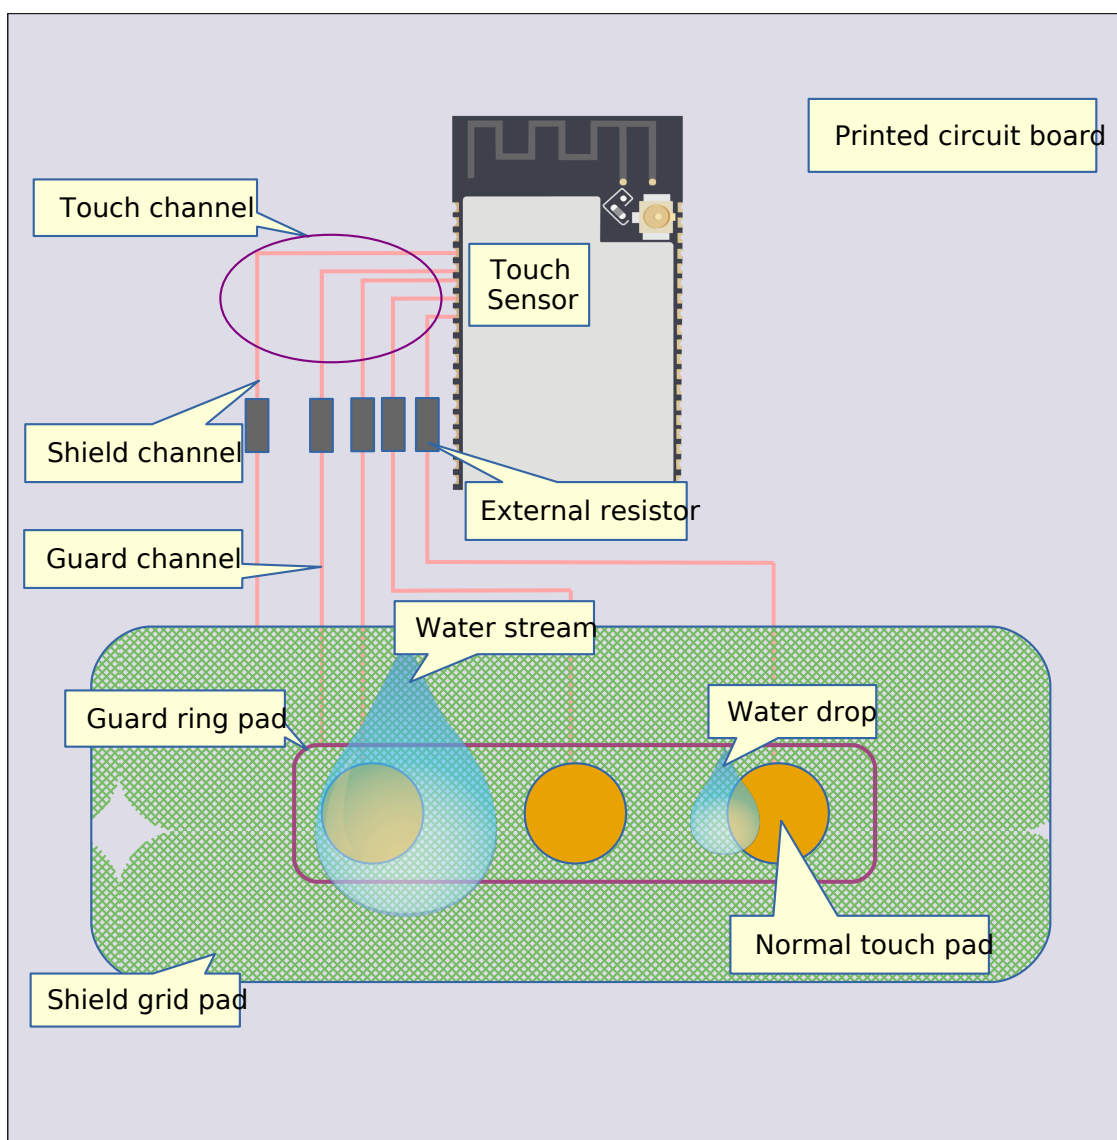 Printed circuit board
Touch channel
Touch
Sensor
Shield channel
External resistor
Guard channel
Water stream
Guard ring pad
Water drop
Normal touch pad
Shield grid pad